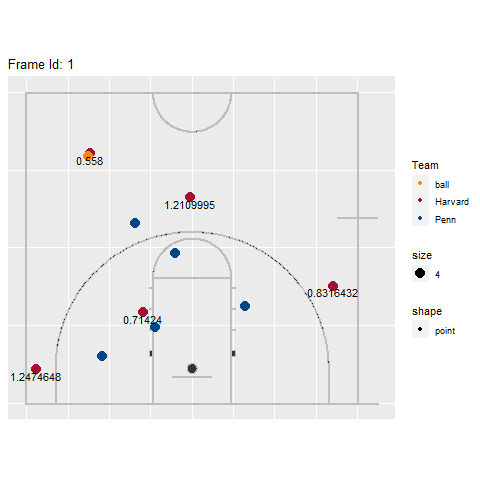 Frame Id: 1
0.558
1.2109995
0.8316432
0.71424
1.2474648
Team
ball
Harvard
Penn
size
4
shape
point